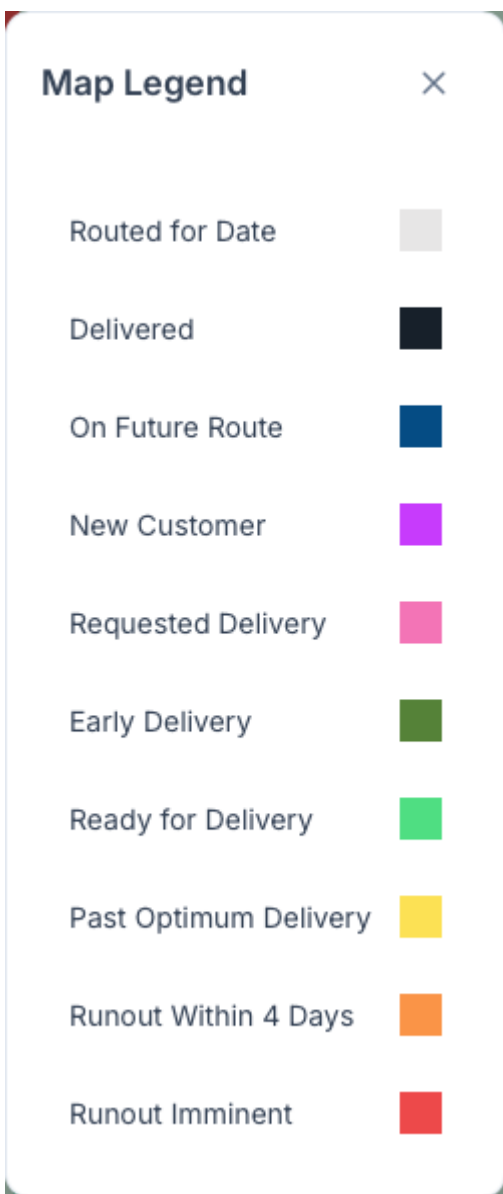 Map Legend
Routed for Date
Delivered
On Future Route
New Customer
Requested Delivery
Early Delivery
Ready for Delivery
Past Optimum Delivery
Runout Within 4 Days
Runout Imminent